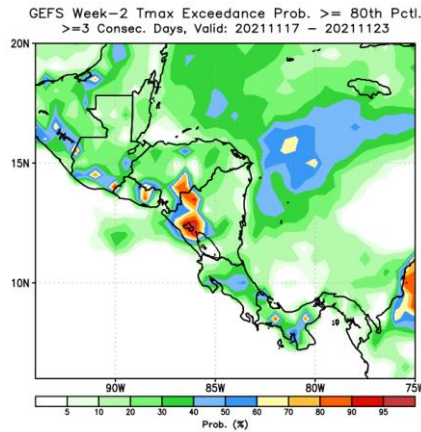 GEFS Week-2 Tmax Exceedance Prob. >= 80th Pctl.
>=3 Consec. Days, Valid: 20211117 - 20211123
20N
15N
10N
90W 85W 80W 75W
5 10 20 30 40 50 60 70 80 90 95
Prob. (%)